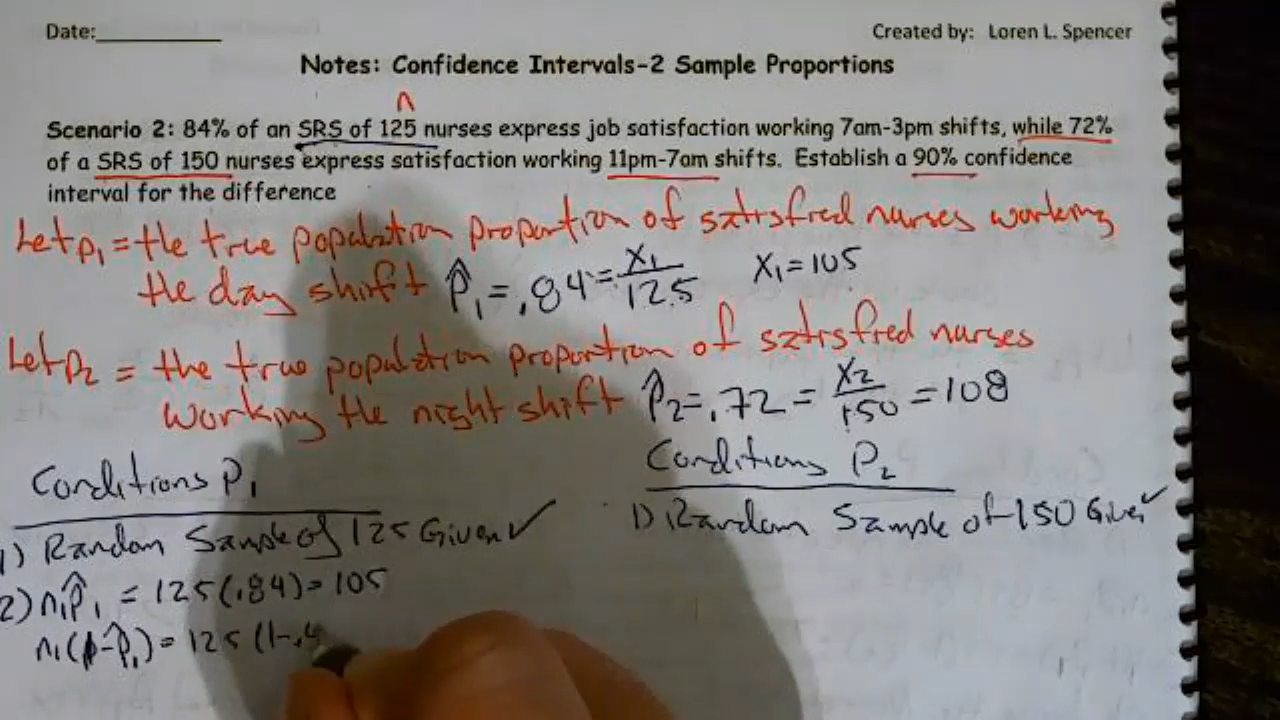 Date:___________ Created by: Loren L. Spencer
Notes: Confidence Intervals-2 Sample Proportions
n
Scenario 2: 84% of an SRS of 125 nurses express job satisfaction working 7am-3pm shifts, while 72%
of a SRS of 150 nurses express satisfaction working 11pm-7am shifts. Establish a 90% confidence
interval for the difference
Let p₁ = the true population proportion of satisfied nurses working
the day shift p̂₁ = .84 = X₁/125 X₁ = 105
Let p₂ = the true population proportion of satisfied nurses
working the night shift p̂₂ = .72 = X₂/150 = 108
Conditions P₁
Conditions P₂
1) Random Sample of 125 Given ✓
1) Random Sample of 150 Given ✓
2) n₁p̂₁ = 125(.84) = 105
n₁(1-p̂₁) = 125 (1-.